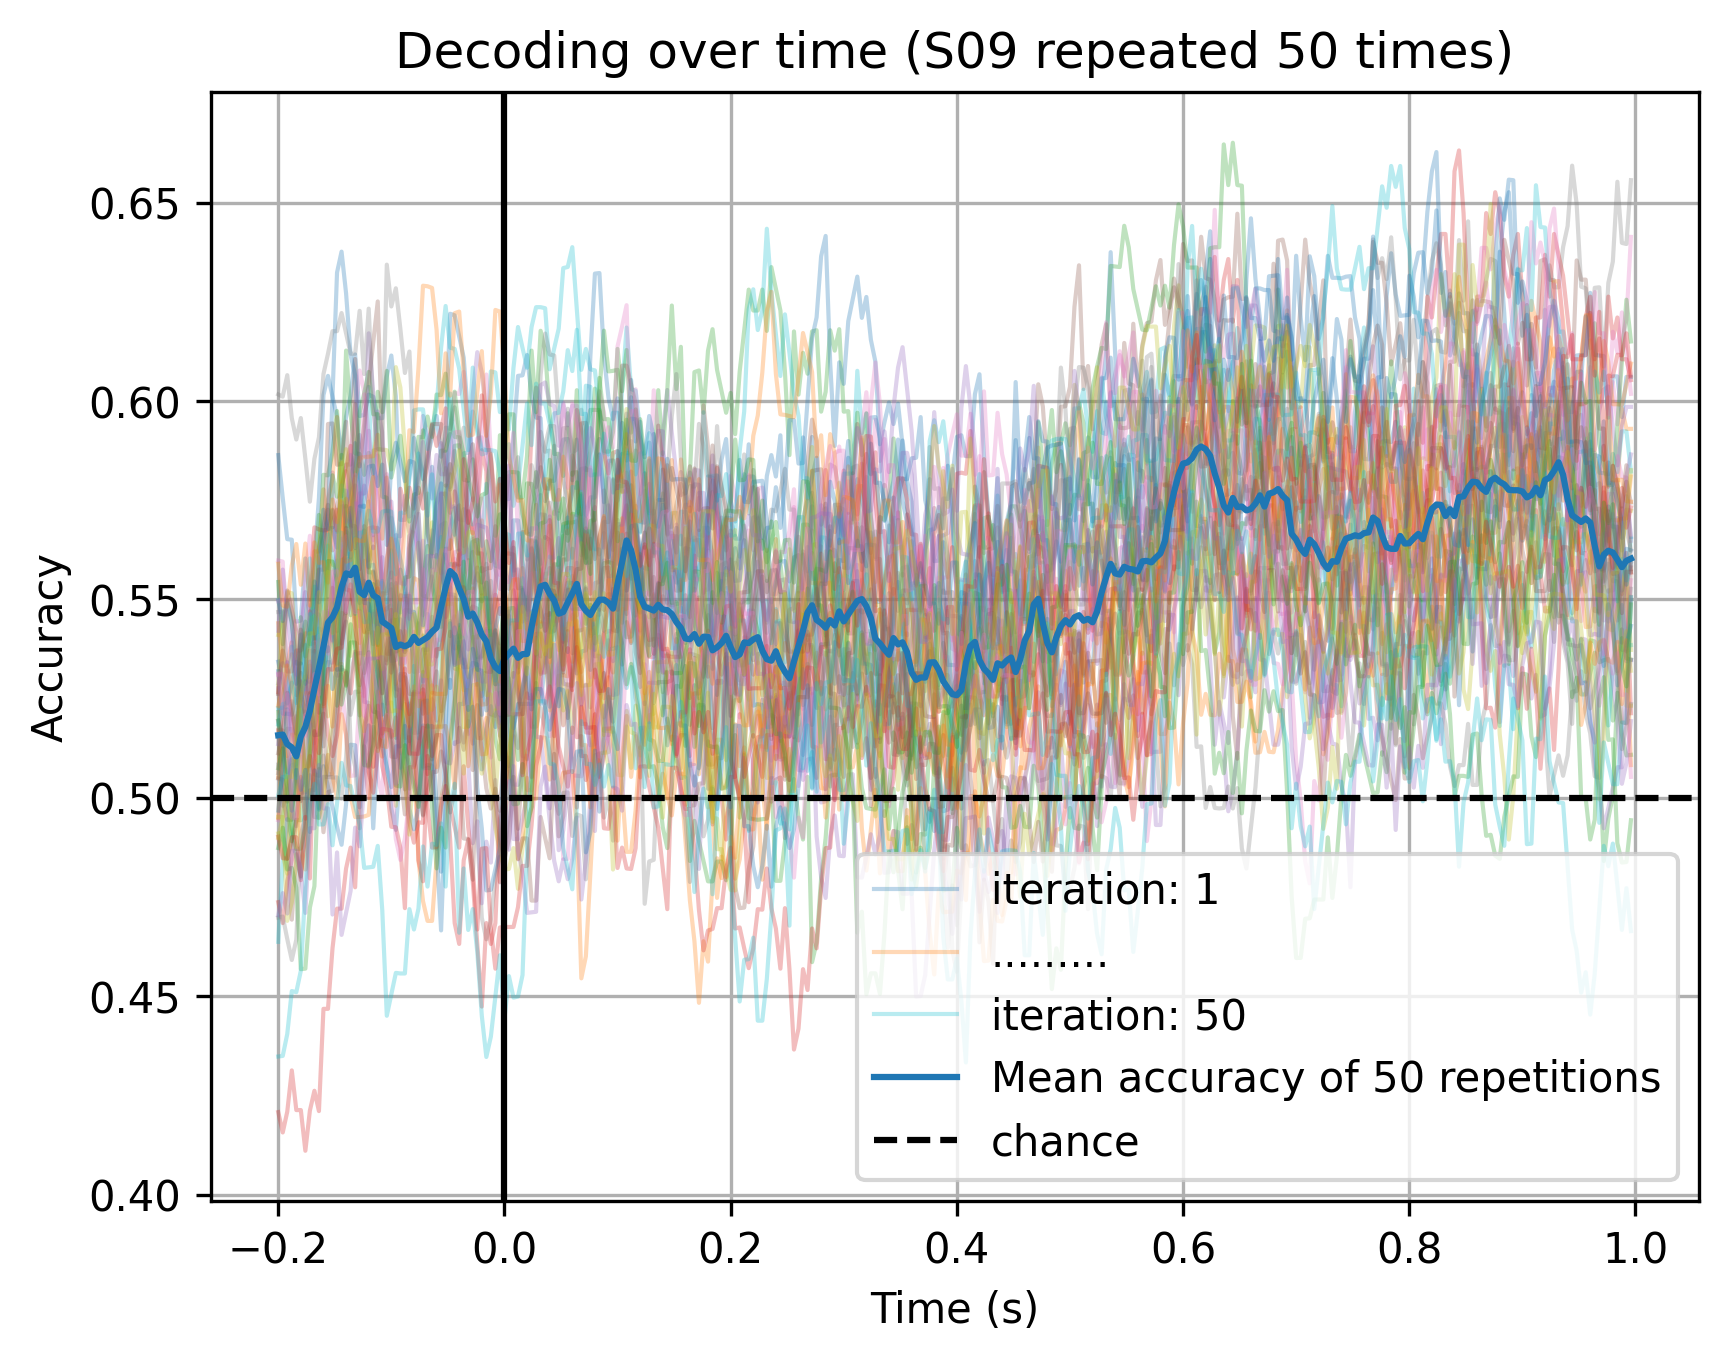 Decoding over time (S09 repeated 50 times)
Accuracy
0.65
0.60
0.55
0.50
0.45
0.40
iteration: 1
.........
iteration: 50
Mean accuracy of 50 repetitions
chance
−0.2 0.0 0.2 0.4 0.6 0.8 1.0
Time (s)